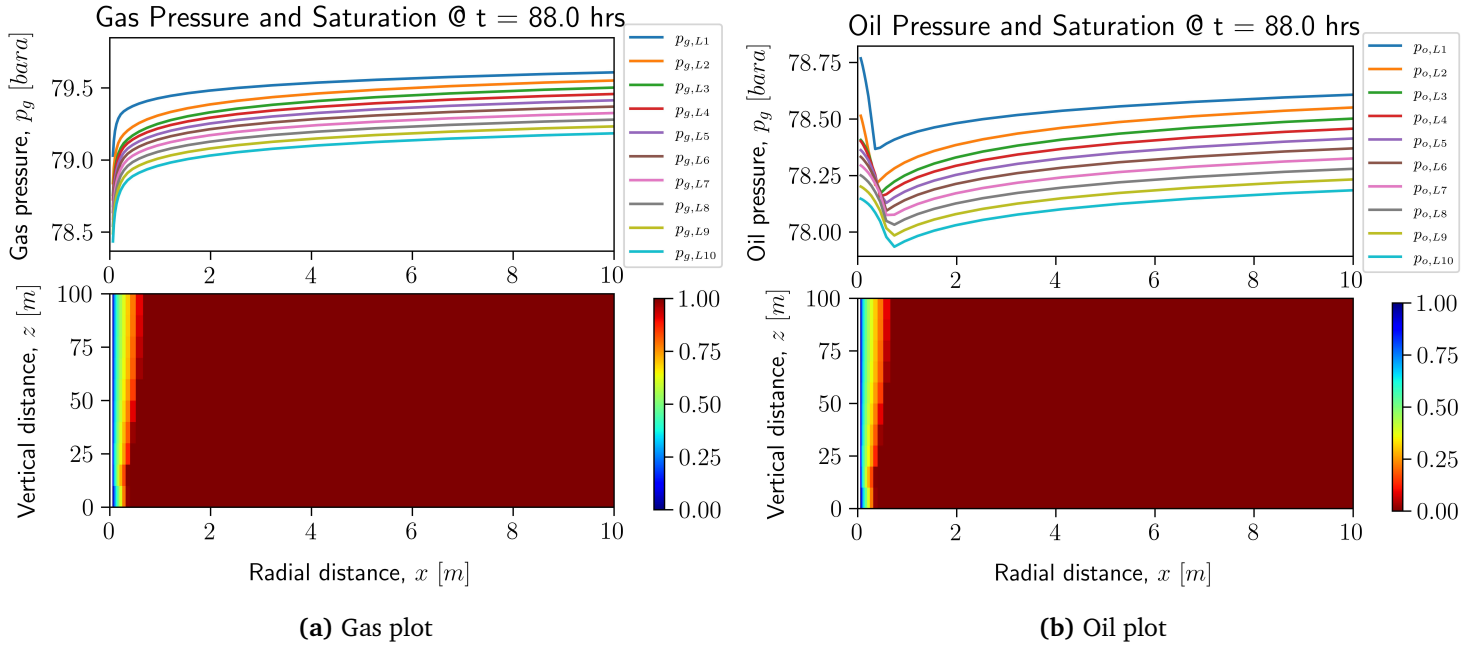 Gas Pressure and Saturation @ t = 88.0 hrs
Gas pressure, p_g [bara]
79.5
79.0
78.5
0 2 4 6 8 10
p_g,L1
p_g,L2
p_g,L3
p_g,L4
p_g,L5
p_g,L6
p_g,L7
p_g,L8
p_g,L9
p_g,L10
Vertical distance, z [m]
100
75
50
25
0
0 2 4 6 8 10
Radial distance, x [m]
1.00
0.75
0.50
0.25
0.00
(a) Gas plot
Oil Pressure and Saturation @ t = 88.0 hrs
Oil pressure, p_g [bara]
78.75
78.50
78.25
78.00
0 2 4 6 8 10
p_o,L1
p_o,L2
p_o,L3
p_o,L4
p_o,L5
p_o,L6
p_o,L7
p_o,L8
p_o,L9
p_o,L10
Vertical distance, z [m]
100
75
50
25
0
0 2 4 6 8 10
Radial distance, x [m]
1.00
0.75
0.50
0.25
0.00
(b) Oil plot